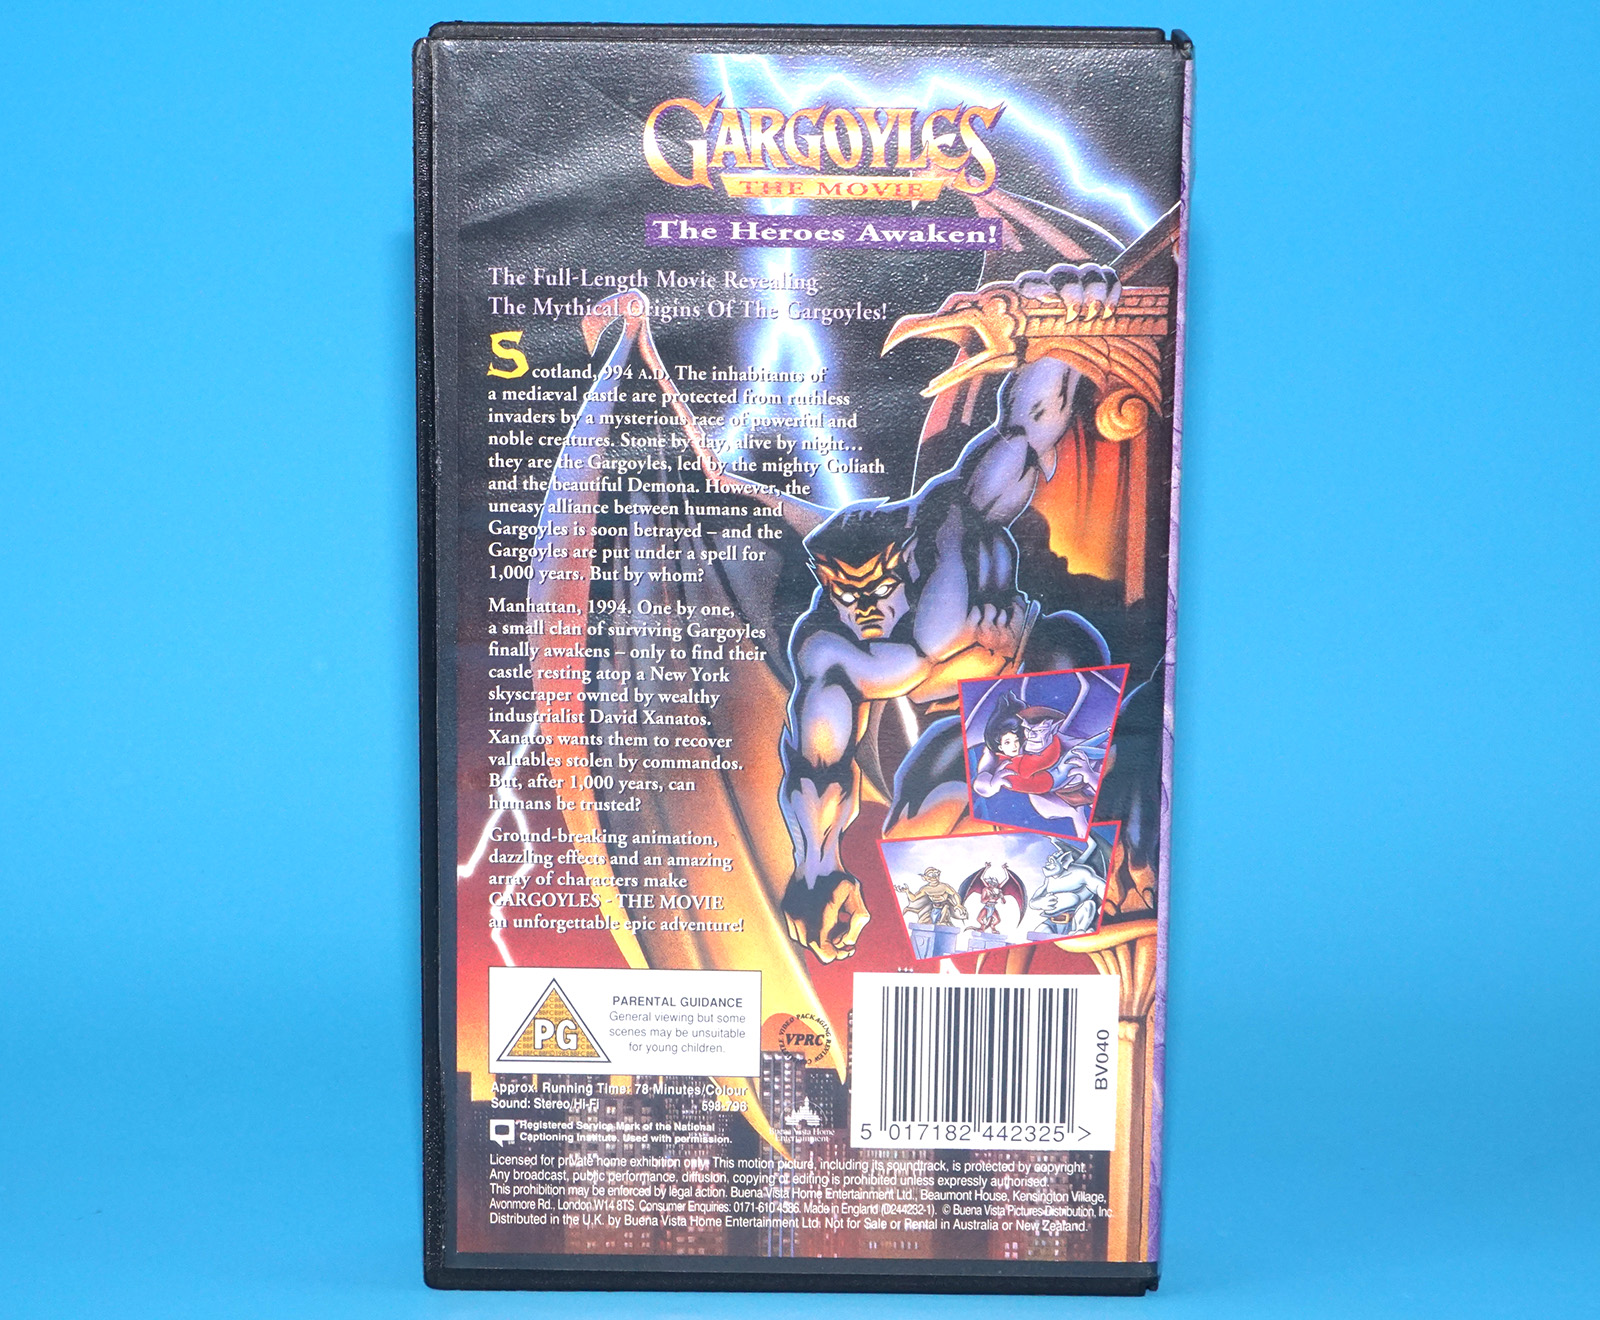 GARGOYLES
THE MOVIE
The Heroes Awaken!
The Full-Length Movie Revealing
The Mythical Origins Of The Gargoyles!
Scotland, 994 A.D. The inhabitants of
a mediæval castle are protected from ruthless
invaders by a mysterious race of powerful and
noble creatures. Stone by day, alive by night...
they are the Gargoyles, led by the mighty Goliath
and the beautiful Demona. However, the
uneasy alliance between humans and
Gargoyles is soon betrayed – and the
Gargoyles are put under a spell for
1,000 years. But by whom?
Manhattan, 1994. One by one,
a small clan of surviving Gargoyles
finally awakens – only to find their
castle resting atop a New York
skyscraper owned by wealthy
industrialist David Xanatos.
Xanatos wants them to recover
valuables stolen by commandos.
But, after 1,000 years, can
humans be trusted?
Ground-breaking animation,
dazzling effects and an amazing
array of characters make
GARGOYLES - THE MOVIE
an unforgettable epic adventure!
PG
PARENTAL GUIDANCE
General viewing but some
scenes may be unsuitable
for young children.
VIDEO PACKAGING REVIEW
VPRC
BV040
5 017182 442325 >
Approx. Running Time: 78 Minutes/Colour
Sound: Stereo/Hi-Fi
Buena Vista Home
Entertainment
Registered Service Mark of the National
Captioning Institute. Used with permission.
Licensed for private home exhibition only. This motion picture, including its soundtrack, is protected by copyright.
Any broadcast, public performance, diffusion, copying or editing is prohibited unless expressly authorised.
This prohibition may be enforced by legal action. Buena Vista Home Entertainment Ltd., Beaumont House, Kensington Village,
Avonmore Rd., London W14 8TS. Consumer Enquiries: 0171-610 4586. Made in England (D244232-1). © Buena Vista Pictures Distribution, Inc.
Distributed in the U.K. by Buena Vista Home Entertainment Ltd. Not for Sale or Rental in Australia or New Zealand.